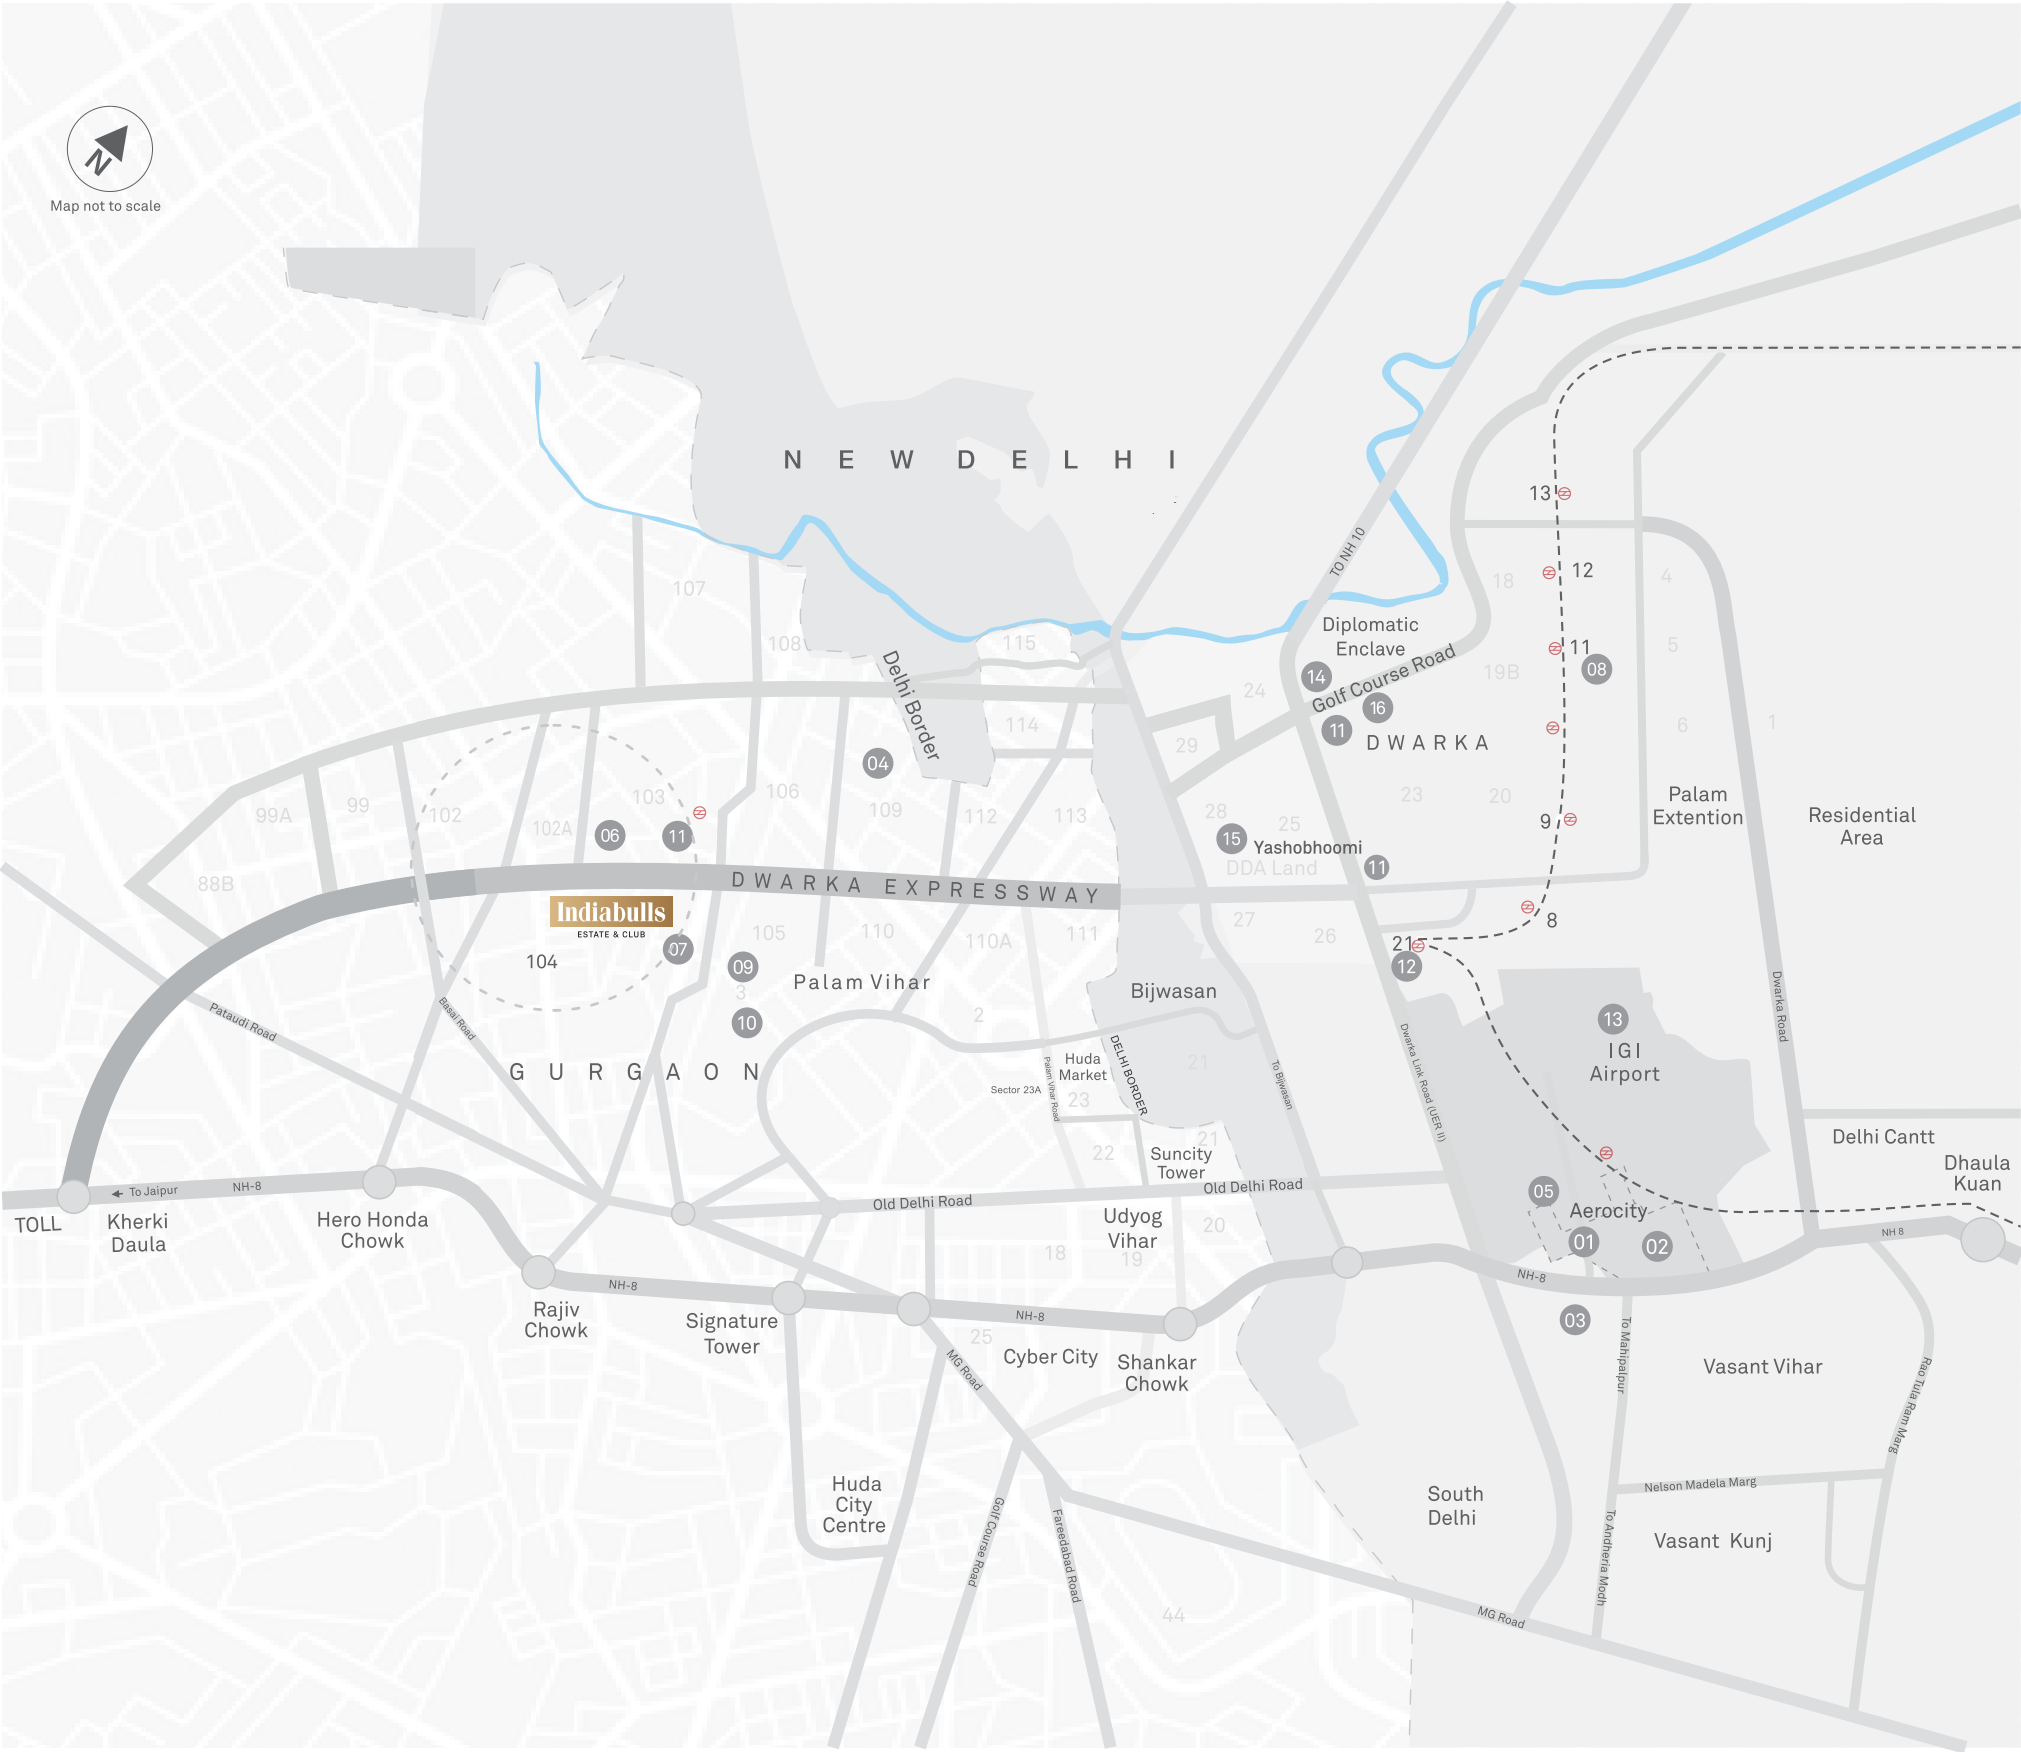 N
Map not to scale
NEW DELHI
13
TO NH 10
12
18
4
107
Diplomatic
Enclave
108
115
11
5
08
14
19B
24
Golf Course Road
16
Delhi Border
114
11
6
1
29
DWARKA
04
106
103
23
20
Palam
Extention
99
99A
102
102A
109
112
113
28
25
9
Residential
Area
06
11
15
Yashobhoomi
11
DDA Land
88B
DWARKA EXPRESSWAY
Indiabulls
ESTATE & CLUB
27
8
105
110
110A
111
26
21
07
104
09
12
Palam Vihar
3
Bijwasan
Dwarka Road
Pataudi Road
Basai Road
10
2
13
IGI
Airport
GURGAON
Huda
Market
Sector 23A
Palam Vihar Road
DELHI BORDER
21
To Bijwasan
Dwarka Link Road (UER II)
23
22
21
Suncity
Tower
Delhi Cantt
Dhaula
Kuan
To Jaipur
NH-8
TOLL
Kherki
Daula
Hero Honda
Chowk
Old Delhi Road
Old Delhi Road
05
Aerocity
Udyog
Vihar
20
18
19
01
02
NH 8
NH-8
NH-8
NH-8
Rajiv
Chowk
Signature
Tower
25
03
To Mahipalpur
MG Road
Cyber City
Shankar
Chowk
Vasant Vihar
Rao Tula Ram Marg
Huda
City
Centre
South
Delhi
Nelson Madela Marg
Golf Course Road
Fareedabad Road
To Andheria Modh
Vasant Kunj
44
MG Road